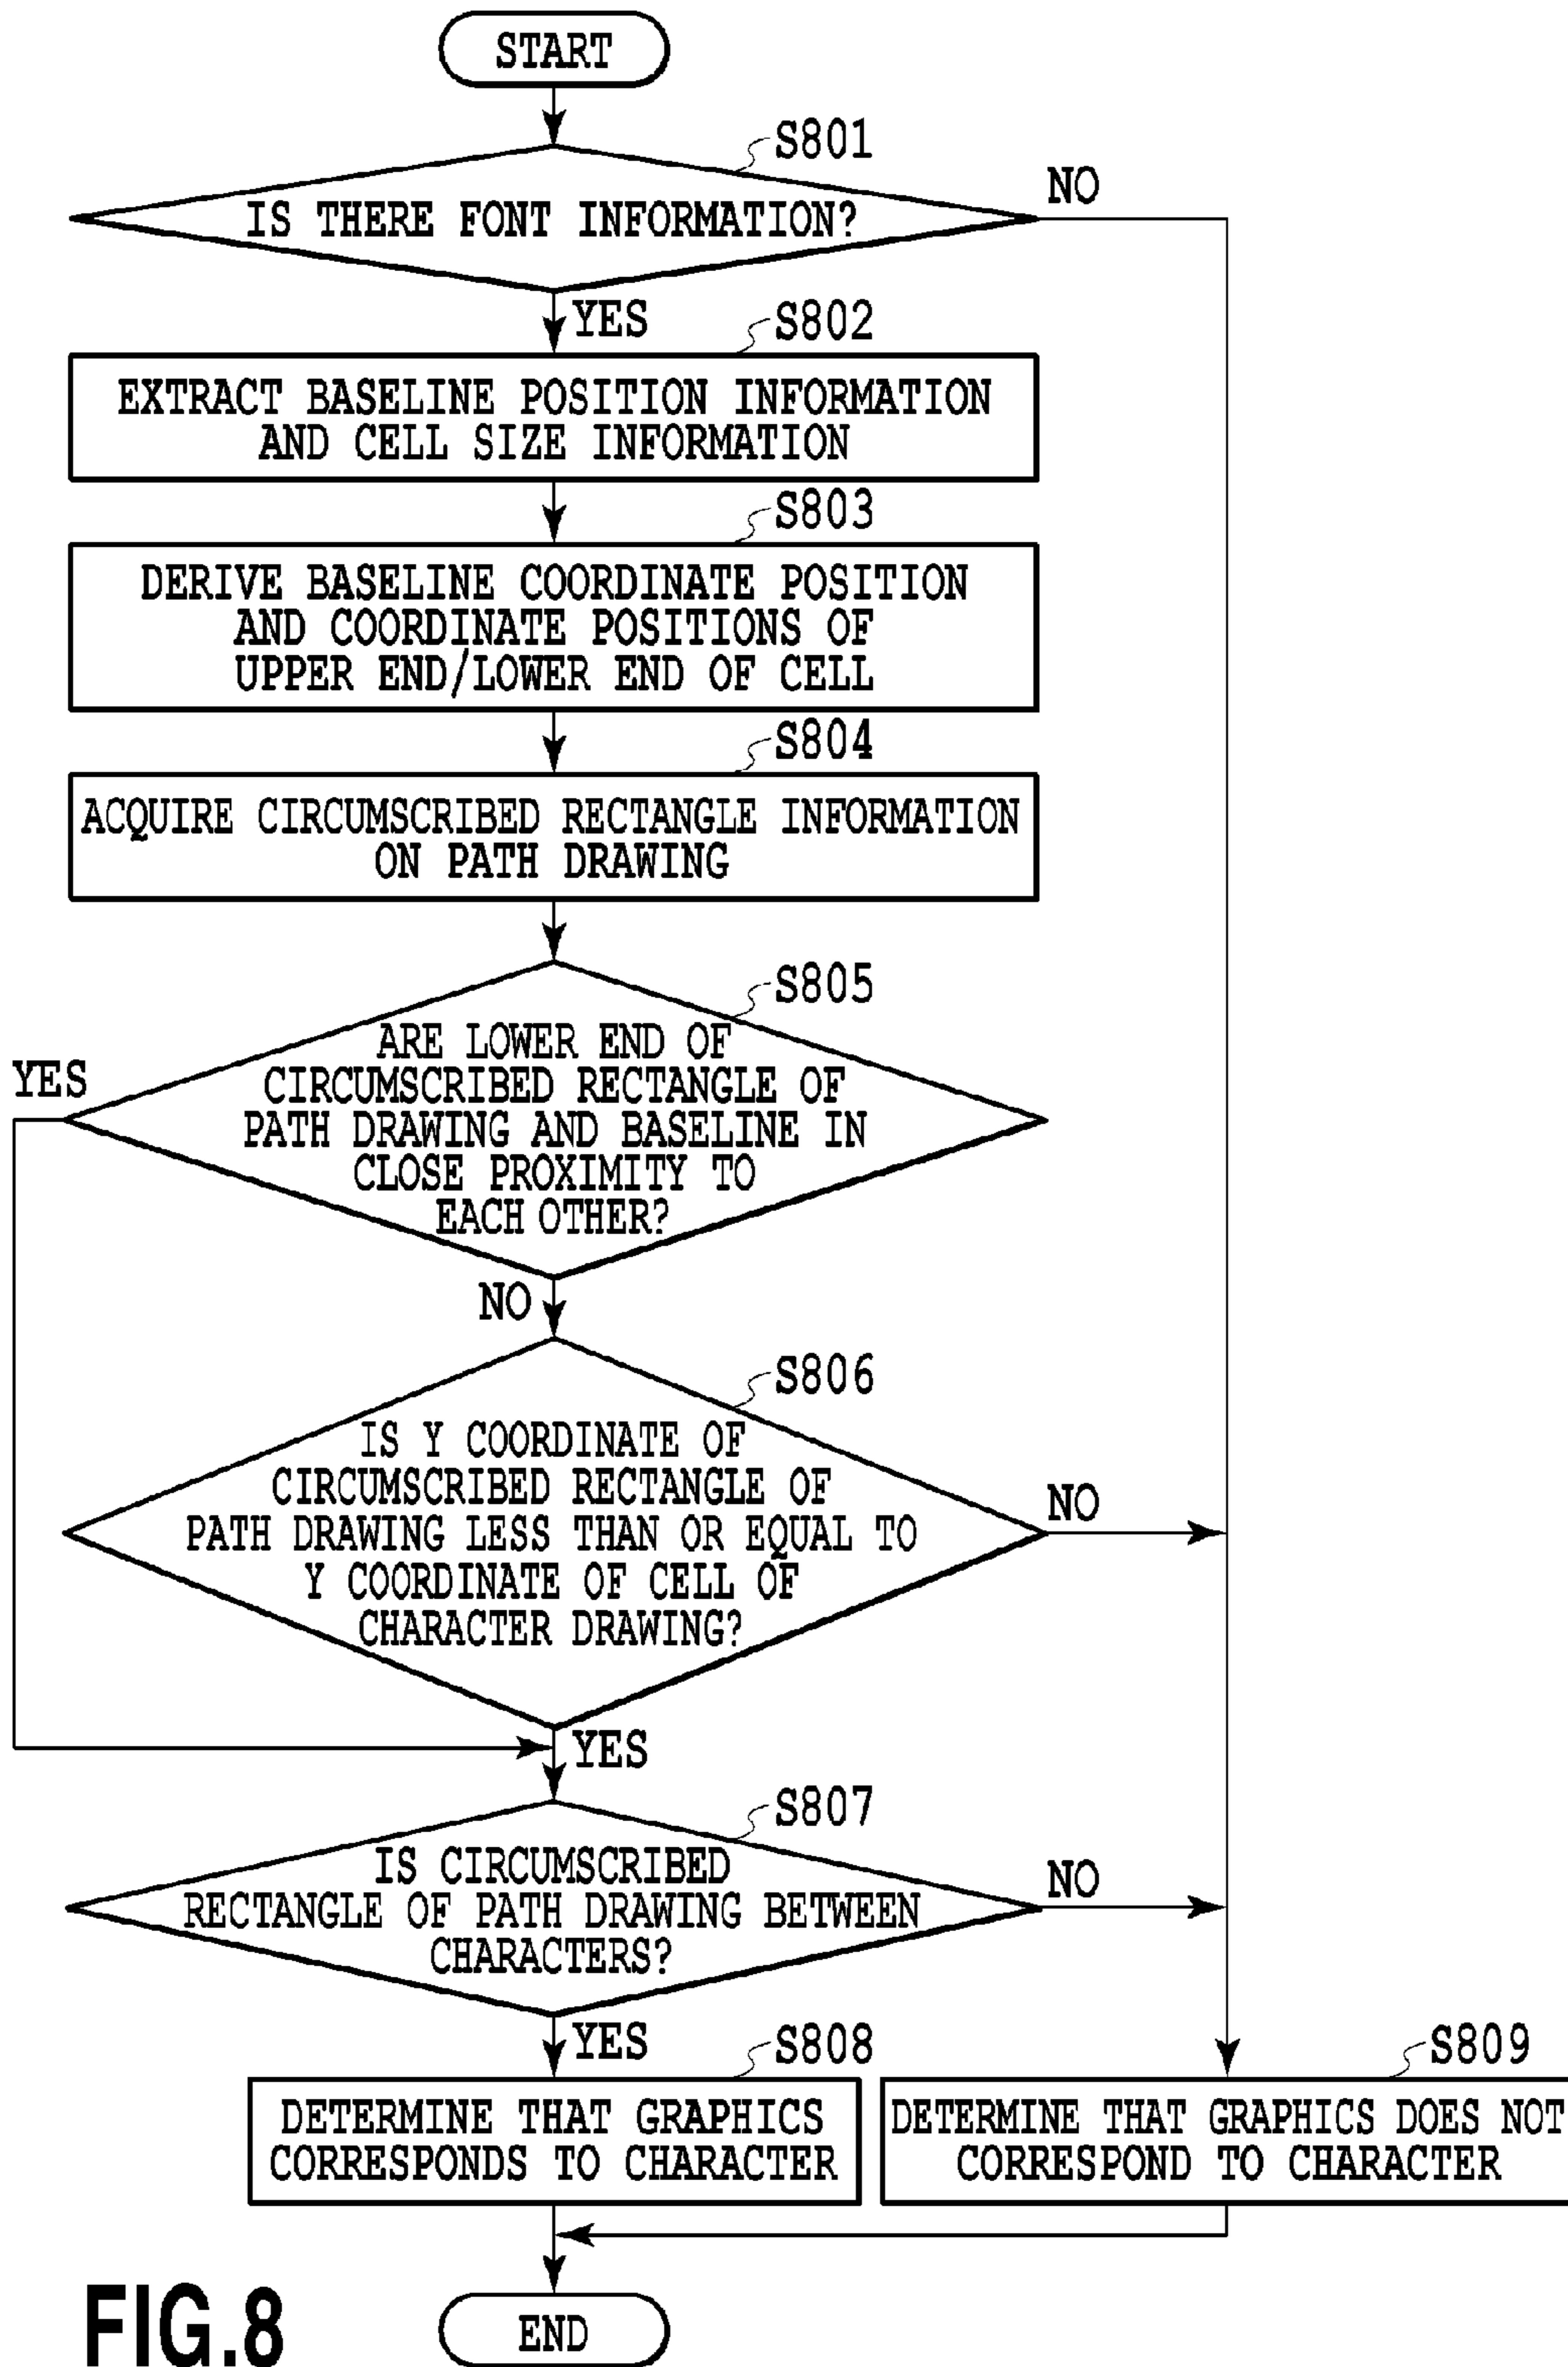 START
S801
NO
IS THERE FONT INFORMATION?
YES
S802
EXTRACT BASELINE POSITION INFORMATION
AND CELL SIZE INFORMATION
S803
DERIVE BASELINE COORDINATE POSITION
AND COORDINATE POSITIONS OF
UPPER END/LOWER END OF CELL
S804
ACQUIRE CIRCUMSCRIBED RECTANGLE INFORMATION
ON PATH DRAWING
S805
ARE LOWER END OF
YES
CIRCUMSCRIBED RECTANGLE OF
PATH DRAWING AND BASELINE IN
CLOSE PROXIMITY TO
EACH OTHER?
NO
S806
IS Y COORDINATE OF
CIRCUMSCRIBED RECTANGLE OF
NO
PATH DRAWING LESS THAN OR EQUAL TO
Y COORDINATE OF CELL OF
CHARACTER DRAWING?
YES
S807
IS CIRCUMSCRIBED
NO
RECTANGLE OF PATH DRAWING BETWEEN
CHARACTERS?
YES
S808
S809
DETERMINE THAT GRAPHICS
CORRESPONDS TO CHARACTER
DETERMINE THAT GRAPHICS DOES NOT
CORRESPOND TO CHARACTER
END
FIG.8